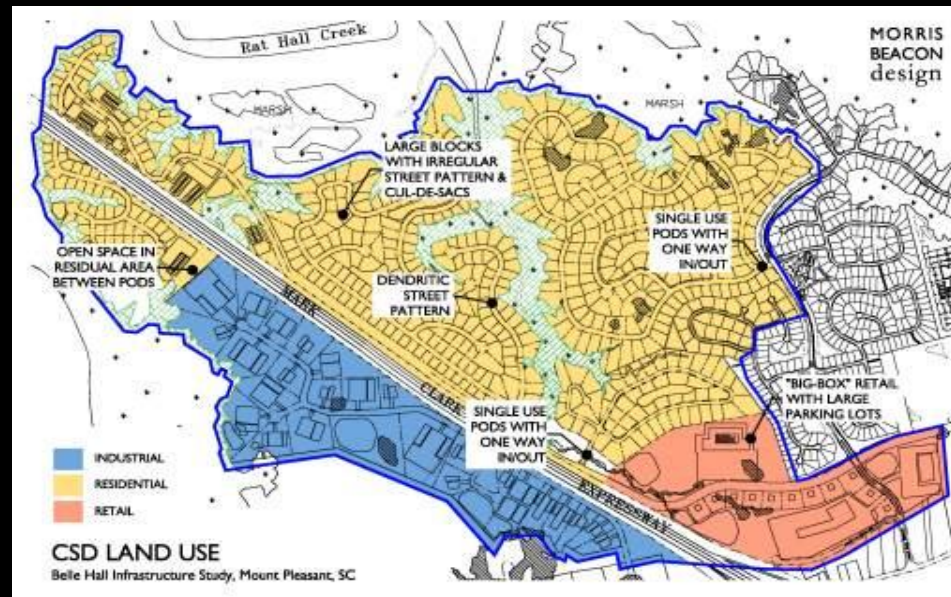 Rat Hall Creek
MORRIS
BEACON
design
MARSH
MARSH
LARGE BLOCKS
WITH IRREGULAR
STREET PATTERN &
CUL-DE-SACS
SINGLE USE
PODS WITH
ONE WAY
IN/OUT
OPEN SPACE IN
RESIDUAL AREA
BETWEEN PODS
DENDRITIC
STREET
PATTERN
MARK
CLARK
EXPRESSWAY
"BIG-BOX" RETAIL
WITH LARGE
PARKING LOTS
SINGLE USE
PODS WITH
ONE WAY
IN/OUT
INDUSTRIAL
RESIDENTIAL
RETAIL
CSD LAND USE
Belle Hall Infrastructure Study, Mount Pleasant, SC